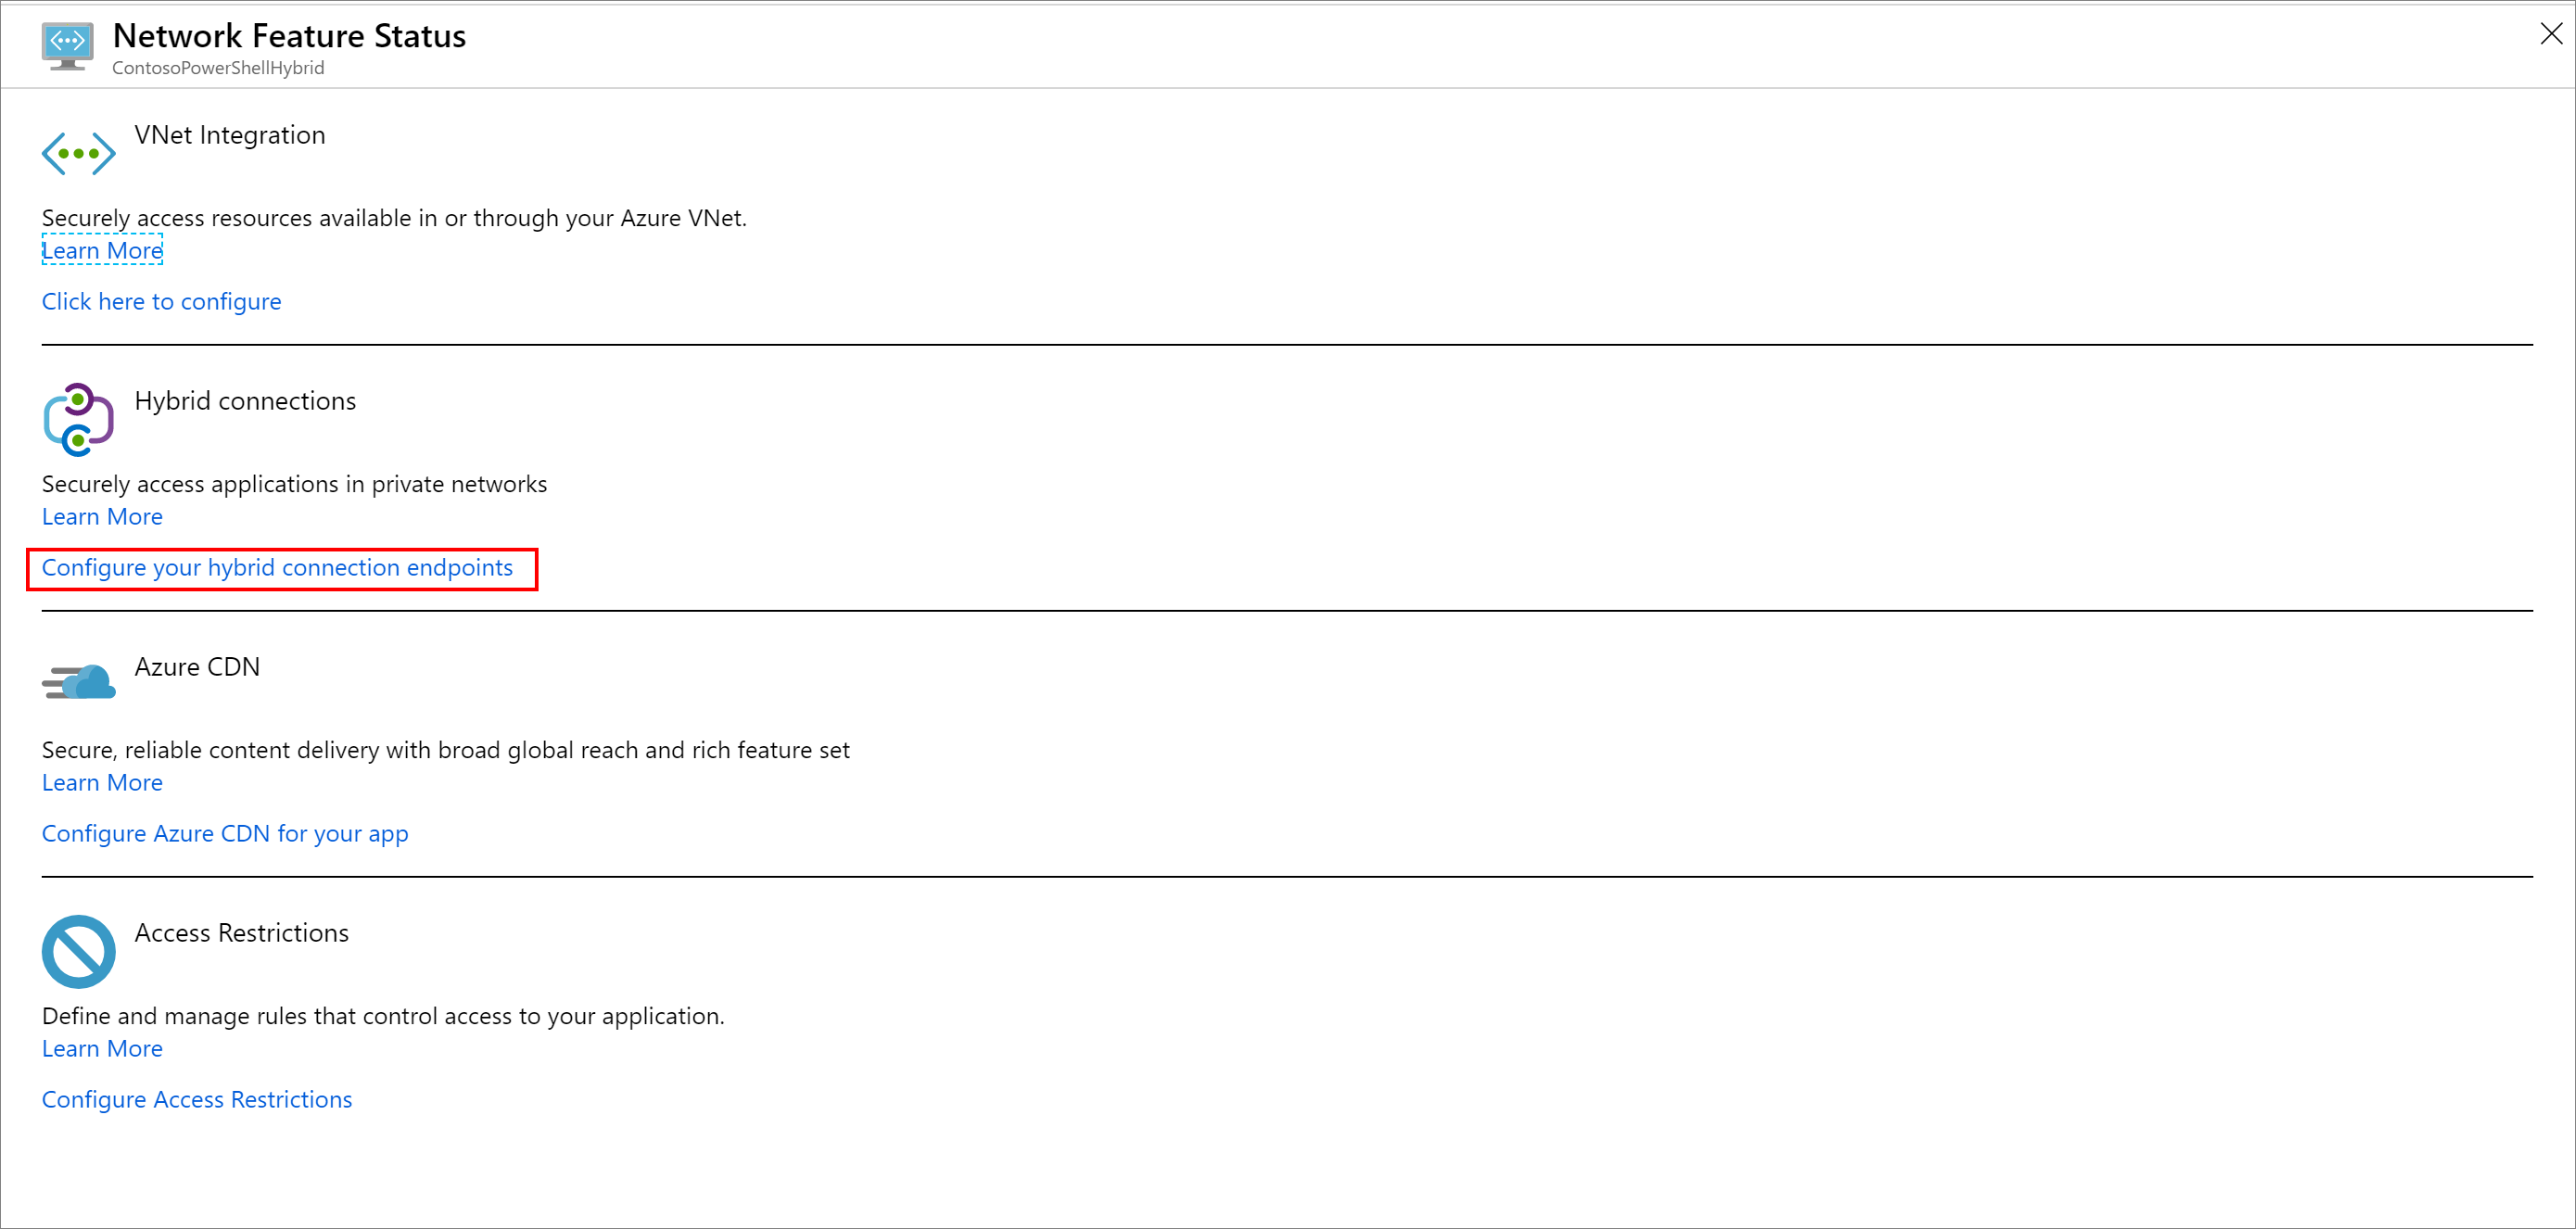 Network Feature Status
ContosoPowerShellHybrid
VNet Integration
Securely access resources available in or through your Azure VNet.
Learn More
Click here to configure
Hybrid connections
Securely access applications in private networks
Learn More
Configure your hybrid connection endpoints
Azure CDN
Secure, reliable content delivery with broad global reach and rich feature set
Learn More
Configure Azure CDN for your app
Access Restrictions
Define and manage rules that control access to your application.
Learn More
Configure Access Restrictions